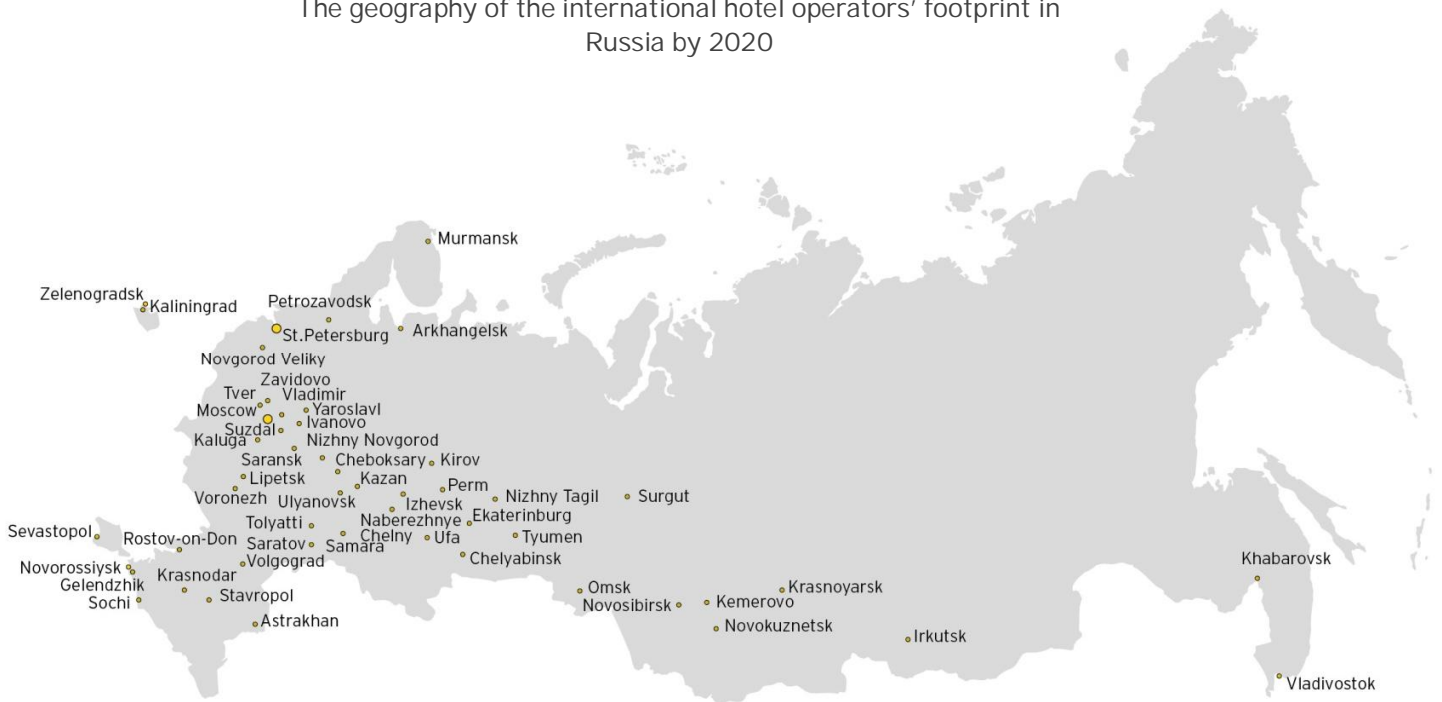 The geography of the international hotel operators' footprint in
Russia by 2020
Murmansk
Zelenogradsk
Kaliningrad
Petrozavodsk
St.Petersburg
Arkhangelsk
Novgorod Veliky
Zavidovo
Tver
Vladimir
Moscow
Yaroslavl
Ivanovo
Suzdal
Kaluga
Nizhny Novgorod
Saransk
Cheboksary
Kirov
Lipetsk
Kazan
Perm
Voronezh
Ulyanovsk
Izhevsk
Nizhny Tagil
Surgut
Tolyatti
Naberezhnye
Chelny
Ekaterinburg
Sevastopol
Rostov-on-Don
Saratov
Samara
Ufa
Tyumen
Volgograd
Chelyabinsk
Khabarovsk
Novorossiysk
Gelendzhik
Krasnodar
Sochi
Stavropol
Omsk
Krasnoyarsk
Novosibirsk
Kemerovo
Astrakhan
Novokuznetsk
Irkutsk
Vladivostok